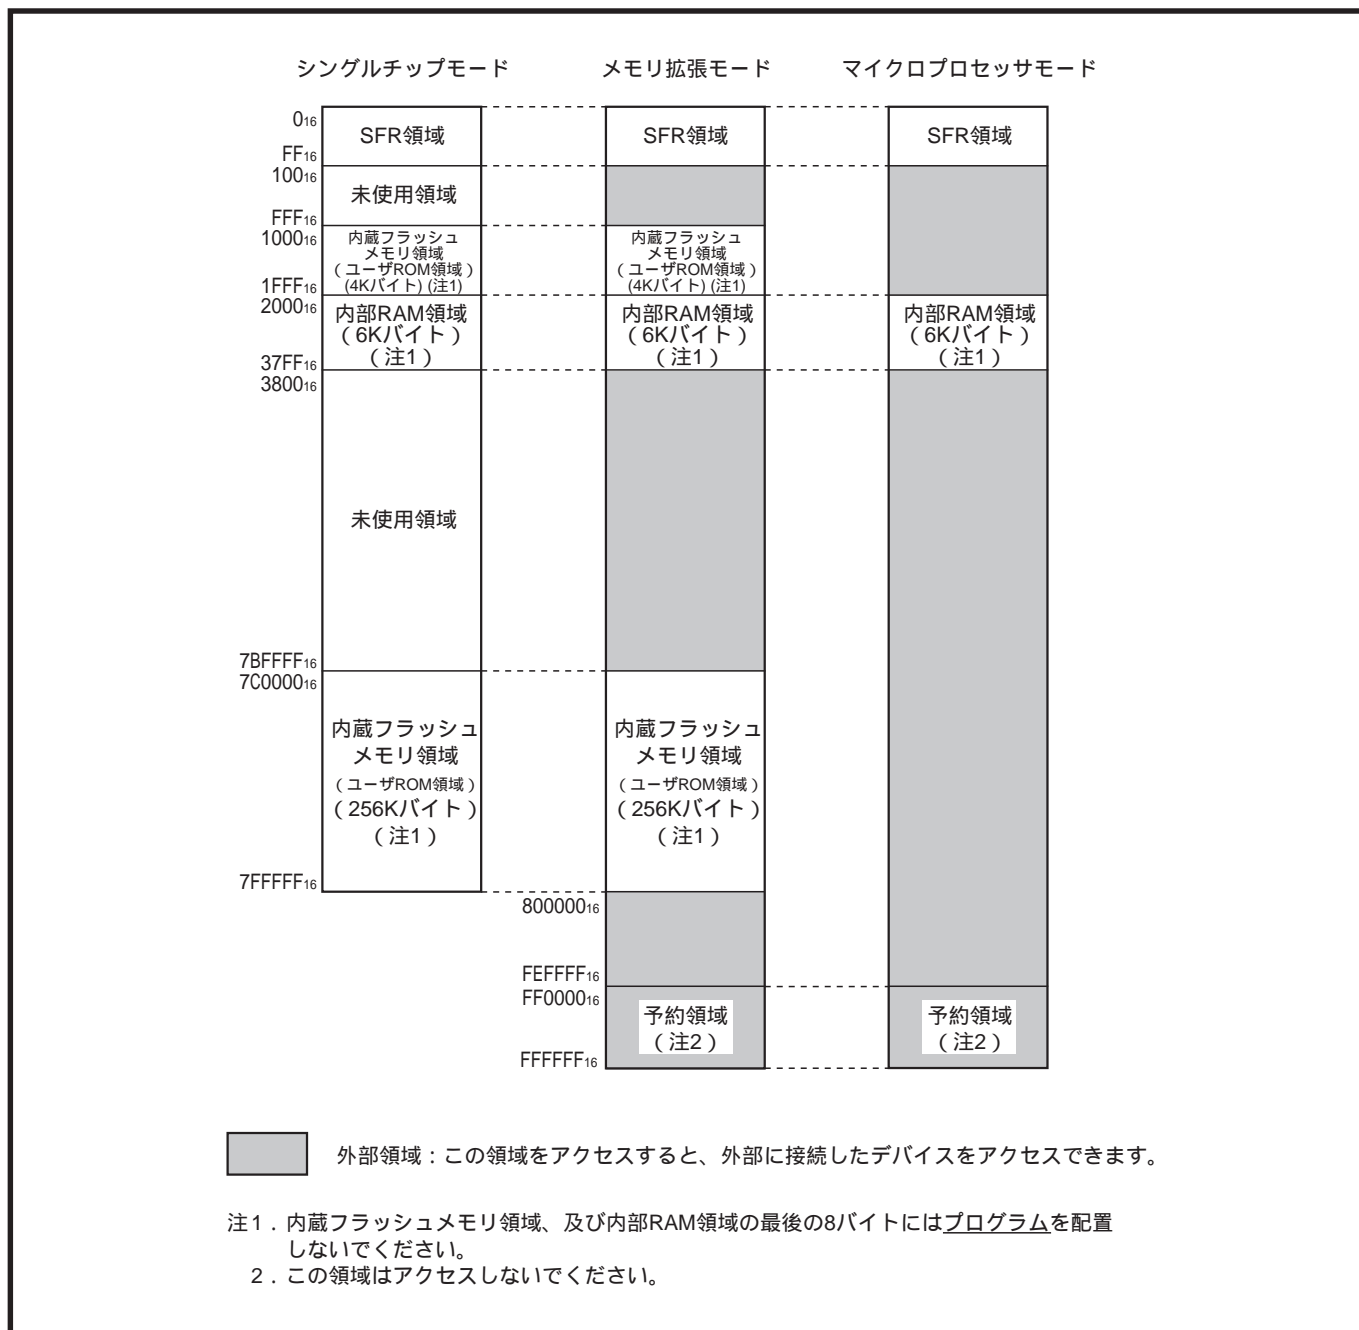 シングルチップモード メモリ拡張モード マイクロプロセッサモード
0₁₆ SFR領域 SFR領域 SFR領域
FF₁₆
100₁₆
未使用領域
FFF₁₆
1000₁₆
内蔵フラッシュ 内蔵フラッシュ
メモリ領域 メモリ領域
(ユーザROM領域) (ユーザROM領域)
(4Kバイト) (注1) (4Kバイト) (注1)
1FFF₁₆
2000₁₆
内部RAM領域 内部RAM領域 内部RAM領域
(6Kバイト) (6Kバイト) (6Kバイト)
(注1) (注1) (注1)
37FF₁₆
3800₁₆
未使用領域
7BFFFF₁₆
7C0000₁₆
内蔵フラッシュ 内蔵フラッシュ
メモリ領域 メモリ領域
(ユーザROM領域) (ユーザROM領域)
(256Kバイト) (256Kバイト)
(注1) (注1)
7FFFFF₁₆
800000₁₆
FEFFFF₁₆
FF0000₁₆
予約領域 予約領域
(注2) (注2)
FFFFFF₁₆
外部領域:この領域をアクセスすると、外部に接続したデバイスをアクセスできます。
注1.内蔵フラッシュメモリ領域、及び内部RAM領域の最後の8バイトにはプログラムを配置
しないでください。
2.この領域はアクセスしないでください。